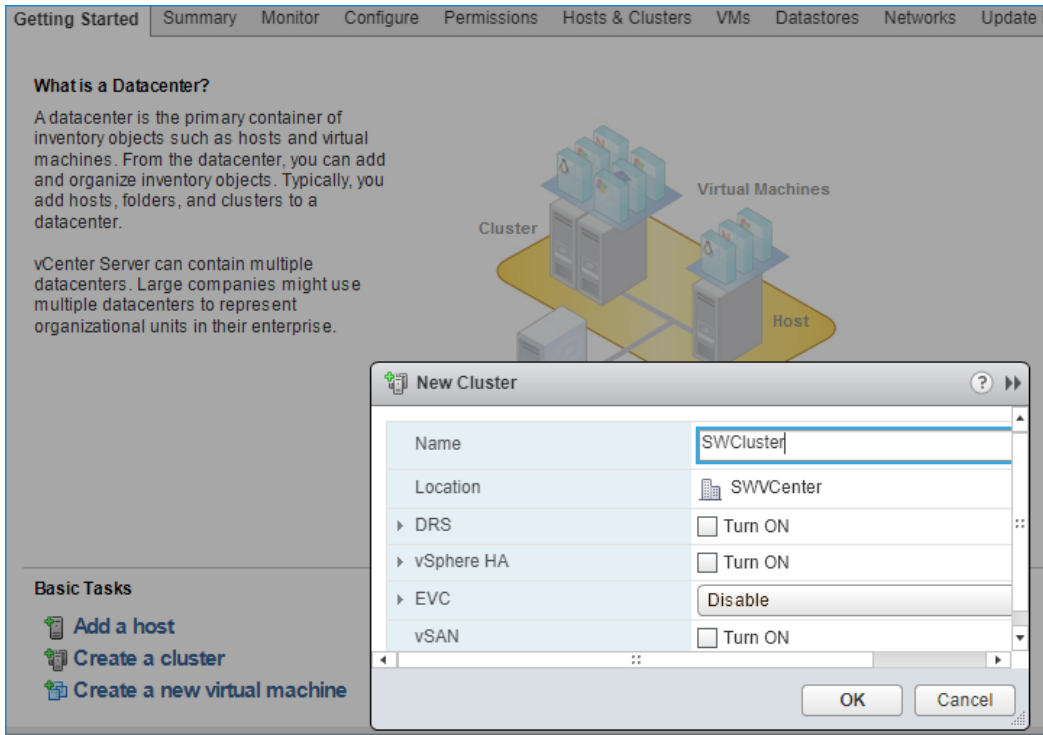 Getting Started Summary Monitor Configure Permissions Hosts & Clusters VMs Datastores Networks Update
What is a Datacenter?
A datacenter is the primary container of
inventory objects such as hosts and virtual
machines. From the datacenter, you can add
and organize inventory objects. Typically, you
add hosts, folders, and clusters to a
datacenter.
vCenter Server can contain multiple
datacenters. Large companies might use
multiple datacenters to represent
organizational units in their enterprise.
Virtual Machines
Cluster
Host
New Cluster
?
Name SWCluster
Location SWVCenter
DRS Turn ON
vSphere HA Turn ON
EVC Disable
vSAN Turn ON
OK Cancel
Basic Tasks
Add a host
Create a cluster
Create a new virtual machine